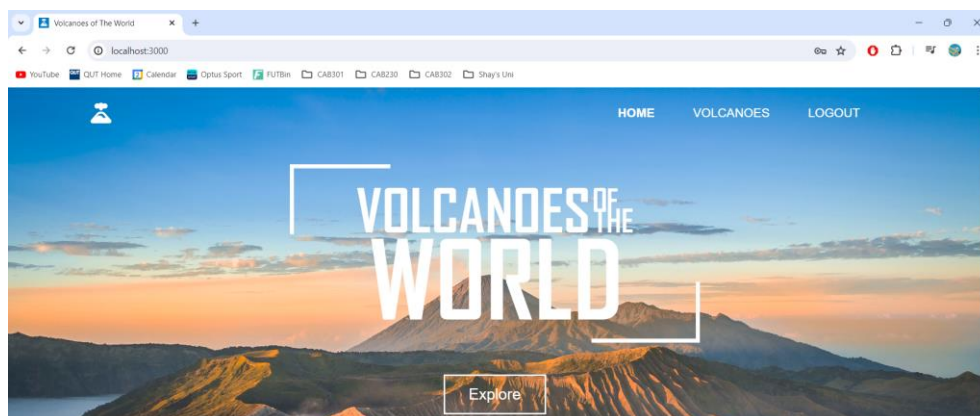 Volcanoes of The World
localhost:3000
YouTube QUT Home Calendar Optus Sport FUTBin CAB301 CAB230 CAB302 Shay's Uni
HOME VOLCANOES LOGOUT
VOLCANOES OF THE
WORLD
Explore